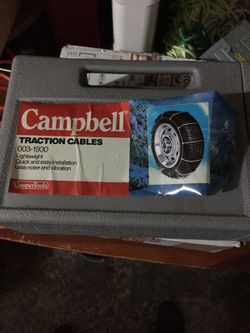 Campbell
TRACTION CABLES
003-1930
Lightweight
Quick and easy installation
Less noise and vibration
CooperTools